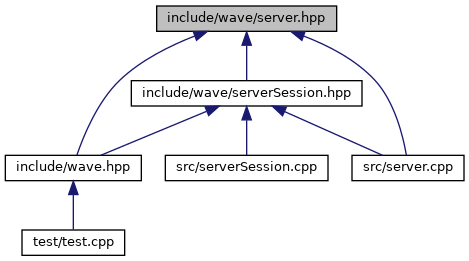 include/wave/server.hpp
include/wave/serverSession.hpp
include/wave.hpp
src/serverSession.cpp
src/server.cpp
test/test.cpp